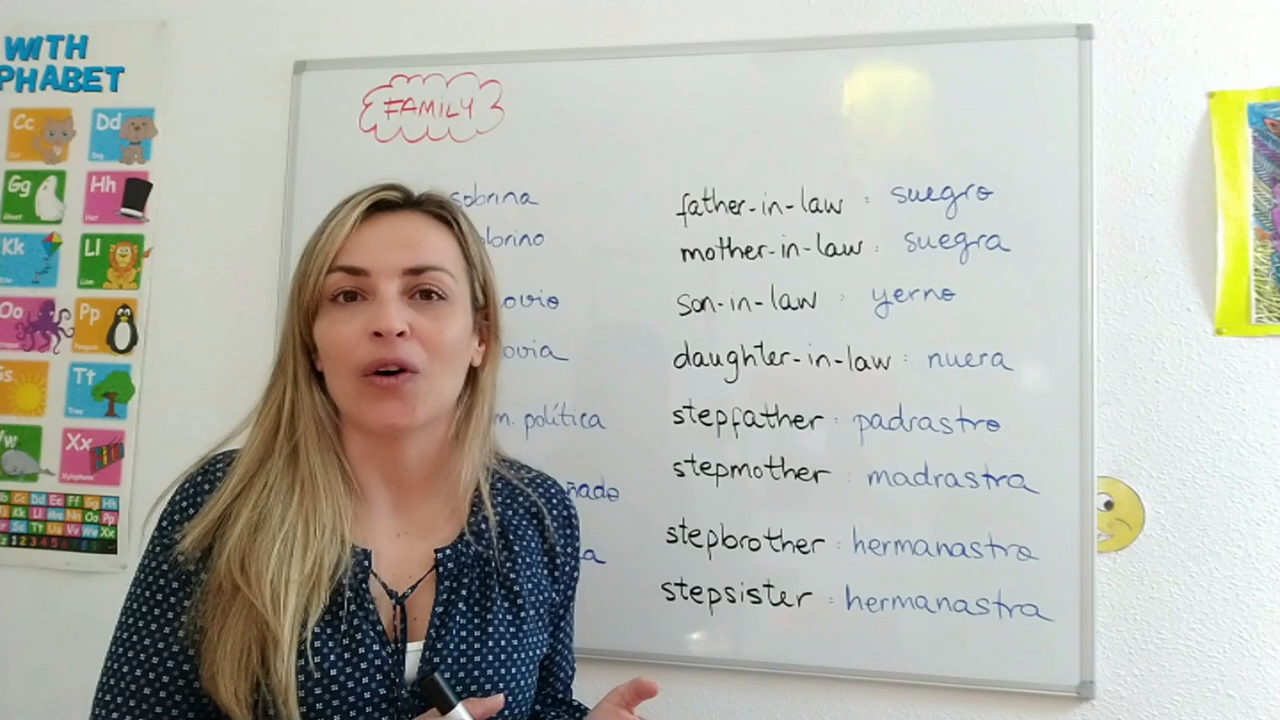 WITH
PHABET
Cc
Dd
Gg
Hh
Kk
Ll
Oo
Pp
Tt
Xx
FAMILY
sobrina
ovio
ovia
m. política
ñado
a
father-in-law : suegro
mother-in-law : suegra
son-in-law : yerno
daughter-in-law : nuera
stepfather : padrastro
stepmother : madrastra
stepbrother : hermanastro
stepsister : hermanastra